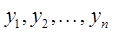 y₁, y₂, ..., yₙ